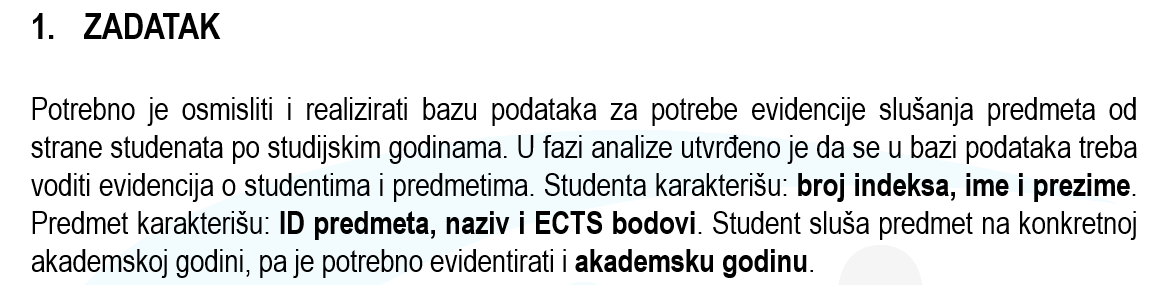 1. ZADATAK
Potrebno je osmisliti i realizirati bazu podataka za potrebe evidencije slušanja predmeta od
strane studenata po studijskim godinama. U fazi analize utvrđeno je da se u bazi podataka treba
voditi evidencija o studentima i predmetima. Studenta karakterišu: broj indeksa, ime i prezime.
Predmet karakterišu: ID predmeta, naziv i ECTS bodovi. Student sluša predmet na konkretnoj
akademskoj godini, pa je potrebno evidentirati i akademsku godinu.